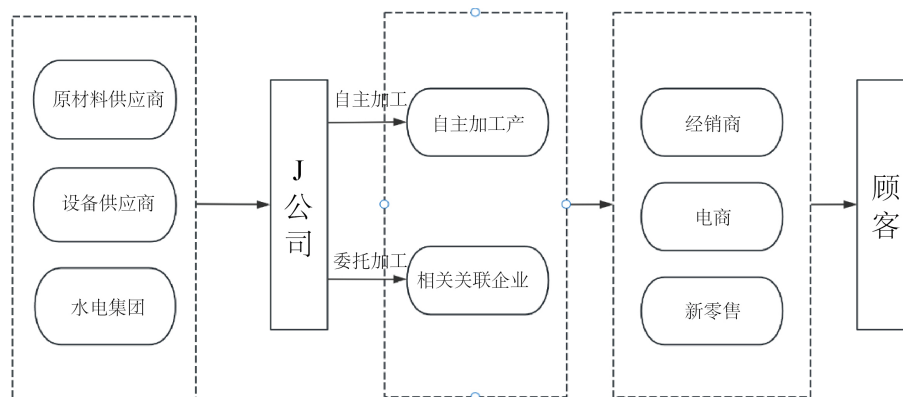 原材料供应商
设备供应商
水电集团
J公司
自主加工
委托加工
自主加工产
相关关联企业
经销商
电商
新零售
顾客